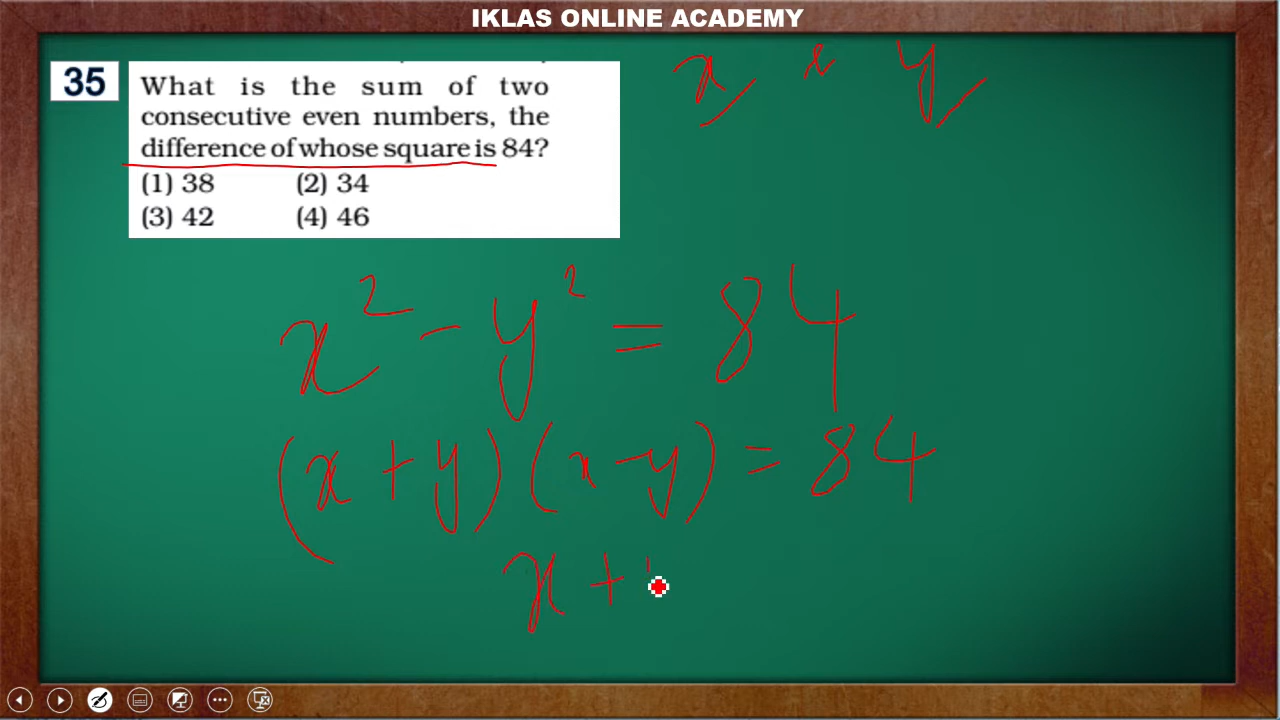 IKLAS ONLINE ACADEMY
x & y
35
What is the sum of two
consecutive even numbers, the
difference of whose square is 84?
(1) 38 (2) 34
(3) 42 (4) 46
x² - y² = 84
(x + y) (x - y) = 84
x +